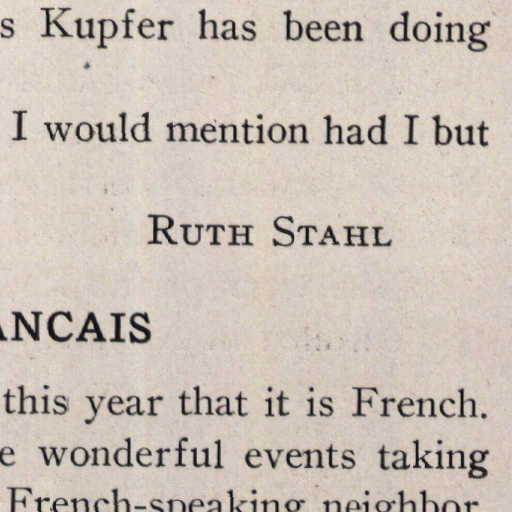 s Kupfer has been doing
I would mention had I but
RUTH STAHL
ANCAIS
this year that it is French.
e wonderful events taking
French-speaking neighbor